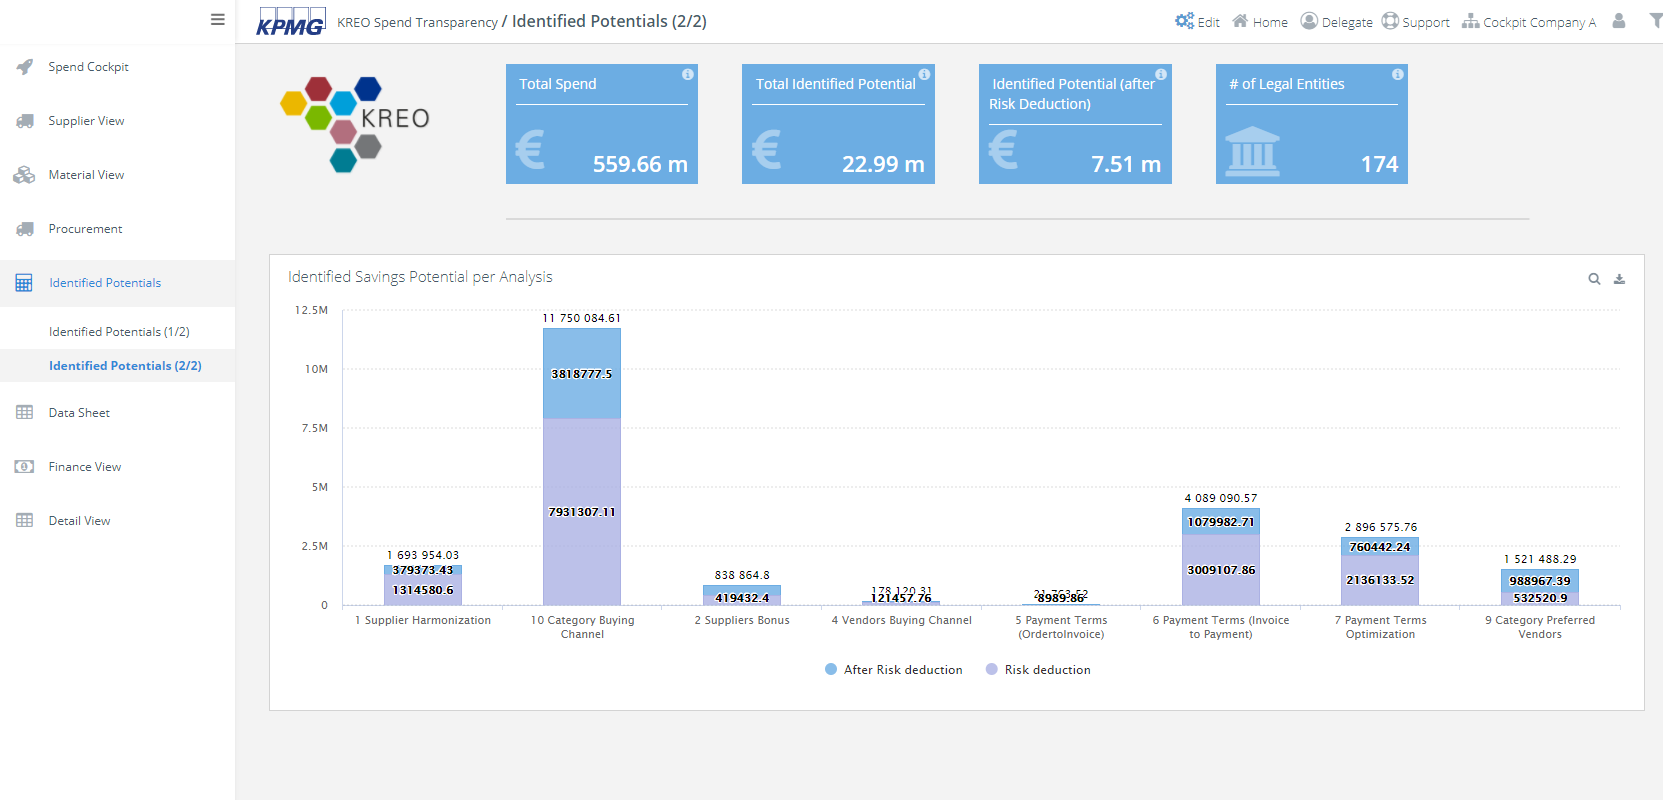 KPMG KREO Spend Transparency / Identified Potentials (2/2)
Edit Home Delegate Support Cockpit Company A
Spend Cockpit
Supplier View
Material View
Procurement
Identified Potentials
Identified Potentials (1/2)
Identified Potentials (2/2)
Data Sheet
Finance View
Detail View
KREO
Total Spend
€ 559.66 m
Total Identified Potential
€ 22.99 m
Identified Potential (after
Risk Deduction)
€ 7.51 m
# of Legal Entities
174
Identified Savings Potential per Analysis
12.5M
10M
7.5M
5M
2.5M
0
1 693 954.03
379373.43
1314580.6
11 750 084.61
3818777.5
7931307.11
838 864.8
419432.4
178 120.31
121457.76
8989.86
4 089 090.57
1079982.71
3009107.86
2 896 575.76
760442.24
2136133.52
1 521 488.29
988967.39
532520.9
1 Supplier Harmonization
10 Category Buying
Channel
2 Suppliers Bonus
4 Vendors Buying Channel
5 Payment Terms
(OrdertoInvoice)
6 Payment Terms (Invoice
to Payment)
7 Payment Terms
Optimization
9 Category Preferred
Vendors
After Risk deduction
Risk deduction